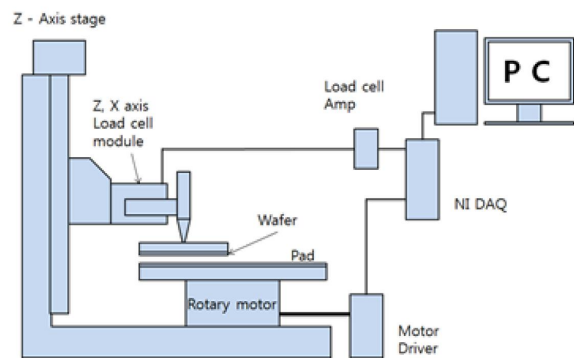 Z - Axis stage
Z, X axis
Load cell
module
Load cell
Amp
P C
NI DAQ
Wafer
Pad
Rotary motor
Motor
Driver